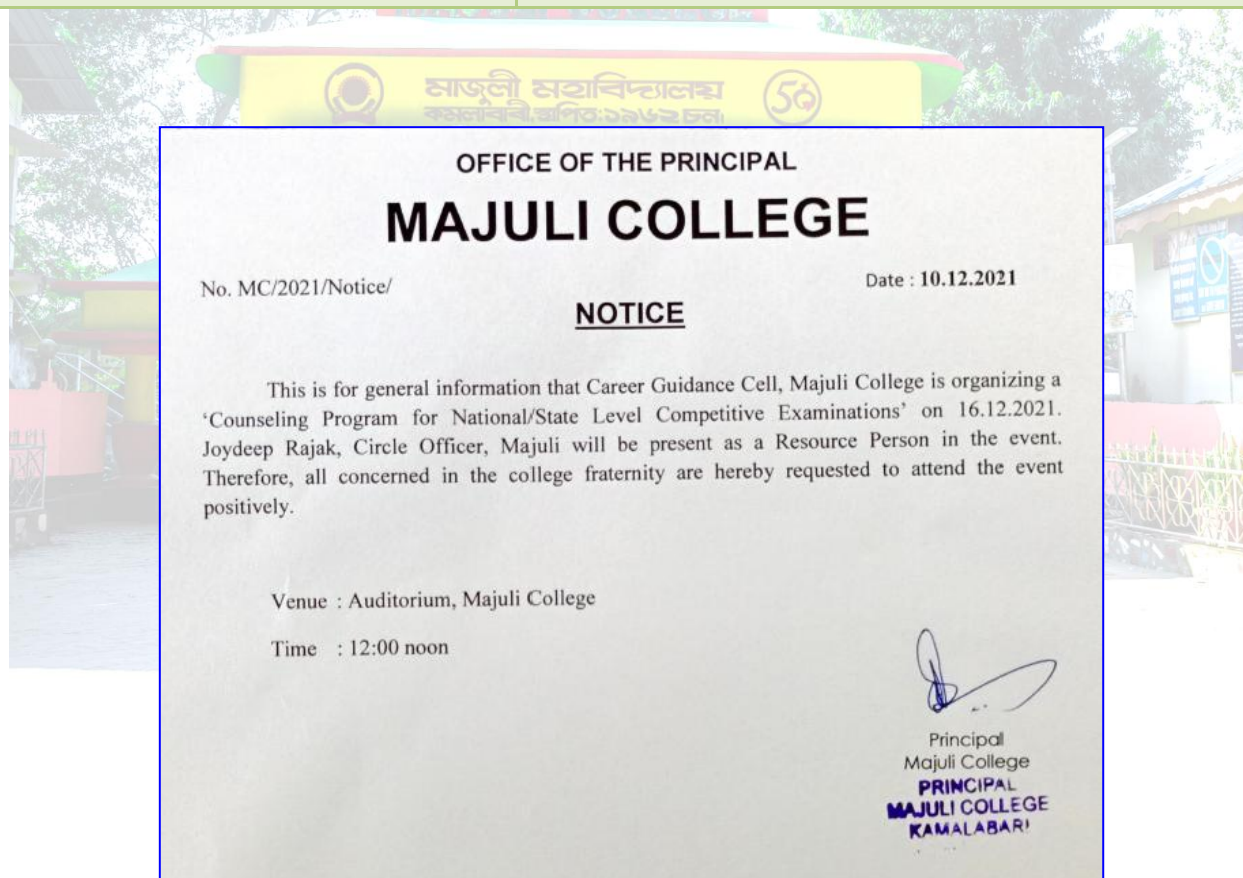 মাজুলী মহাবিদ্যালয়
কমলাবাৰী, স্থাপিত:১৯৬২ চন।
OFFICE OF THE PRINCIPAL
MAJULI COLLEGE
No. MC/2021/Notice/
Date : 10.12.2021
NOTICE
This is for general information that Career Guidance Cell, Majuli College is organizing a
‘Counseling Program for National/State Level Competitive Examinations’ on 16.12.2021.
Joydeep Rajak, Circle Officer, Majuli will be present as a Resource Person in the event.
Therefore, all concerned in the college fraternity are hereby requested to attend the event
positively.
Venue : Auditorium, Majuli College
Time : 12:00 noon
Principal
Majuli College
PRINCIPAL
MAJULI COLLEGE
KAMALABARI